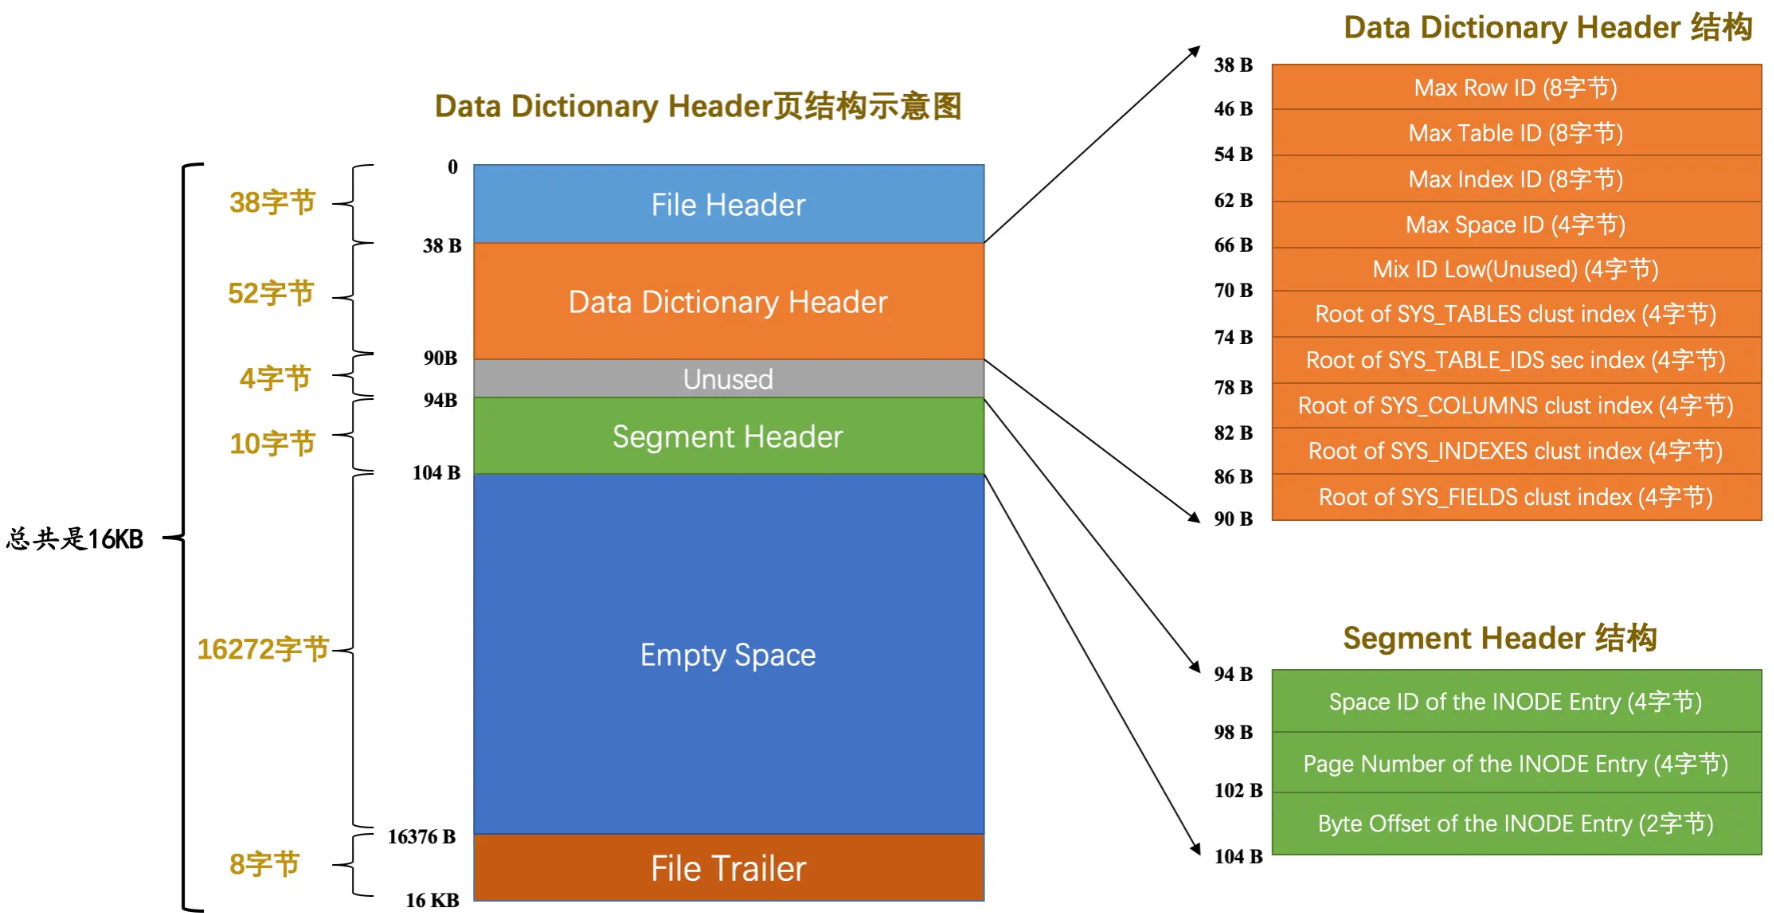 Data Dictionary Header页结构示意图
总共是16KB
38字节
52字节
4字节
10字节
16272字节
8字节
0
38 B
90B
94B
104 B
16376 B
16 KB
File Header
Data Dictionary Header
Unused
Segment Header
Empty Space
File Trailer
Data Dictionary Header 结构
38 B
Max Row ID (8字节)
46 B
Max Table ID (8字节)
54 B
Max Index ID (8字节)
62 B
Max Space ID (4字节)
66 B
Mix ID Low(Unused) (4字节)
70 B
Root of SYS_TABLES clust index (4字节)
74 B
Root of SYS_TABLE_IDS sec index (4字节)
78 B
Root of SYS_COLUMNS clust index (4字节)
82 B
Root of SYS_INDEXES clust index (4字节)
86 B
Root of SYS_FIELDS clust index (4字节)
90 B
Segment Header 结构
94 B
Space ID of the INODE Entry (4字节)
98 B
Page Number of the INODE Entry (4字节)
102 B
Byte Offset of the INODE Entry (2字节)
104 B